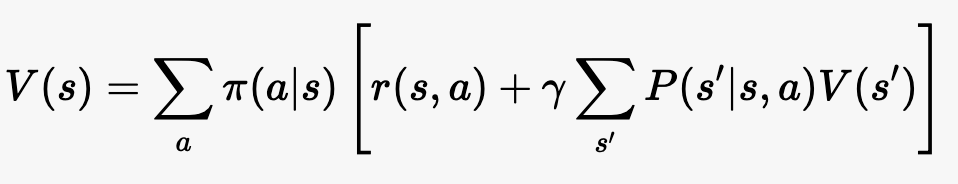 V(s) = ∑_a π(a|s) [ r(s, a) + γ ∑_{s′} P(s′|s, a)V(s′) ]